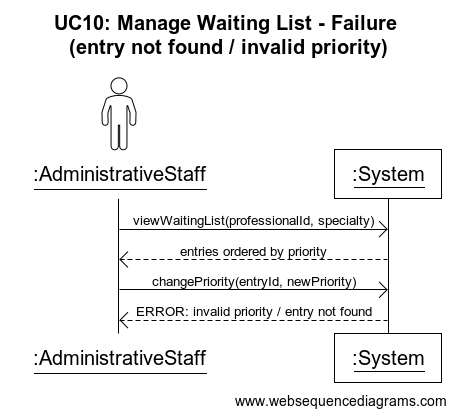 UC10: Manage Waiting List - Failure
(entry not found / invalid priority)
:AdministrativeStaff
:System
viewWaitingList(professionalId, specialty)
entries ordered by priority
changePriority(entryId, newPriority)
ERROR: invalid priority / entry not found
:AdministrativeStaff
:System
www.websequencediagrams.com